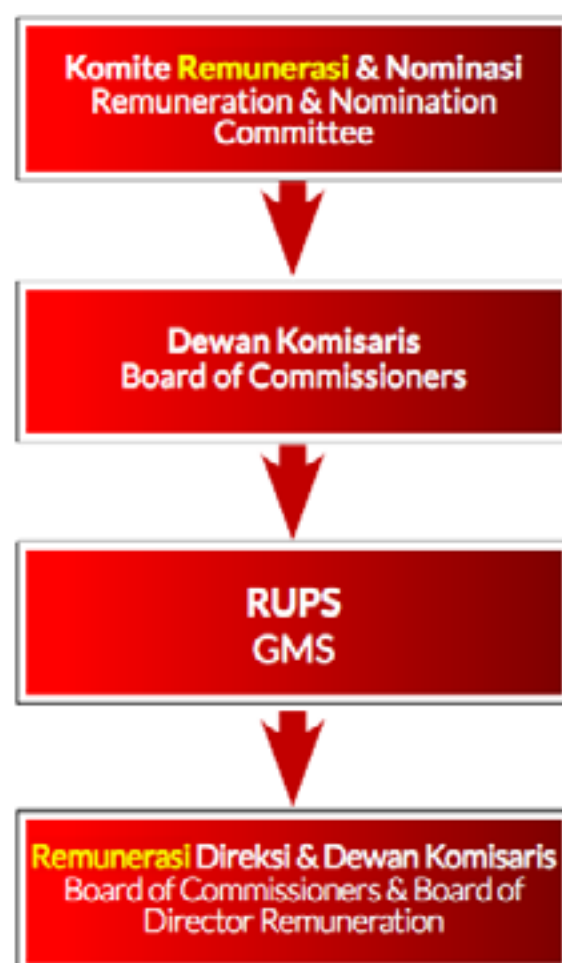 Komite Remunerasi & Nominasi
Remuneration & Nomination
Committee
Dewan Komisaris
Board of Commissioners
RUPS
GMS
Remunerasi Direksi & Dewan Komisaris
Board of Commissioners & Board of
Director Remuneration